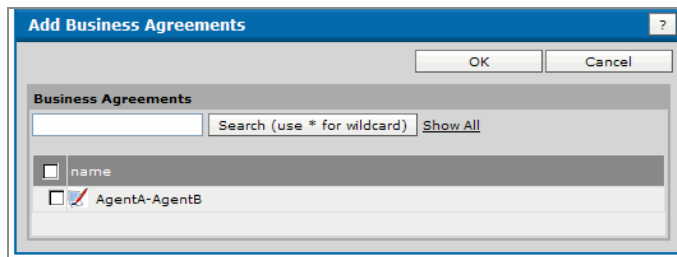 Add Business Agreements ?
OK Cancel
Business Agreements
Search (use * for wildcard) Show All
name
AgentA-AgentB